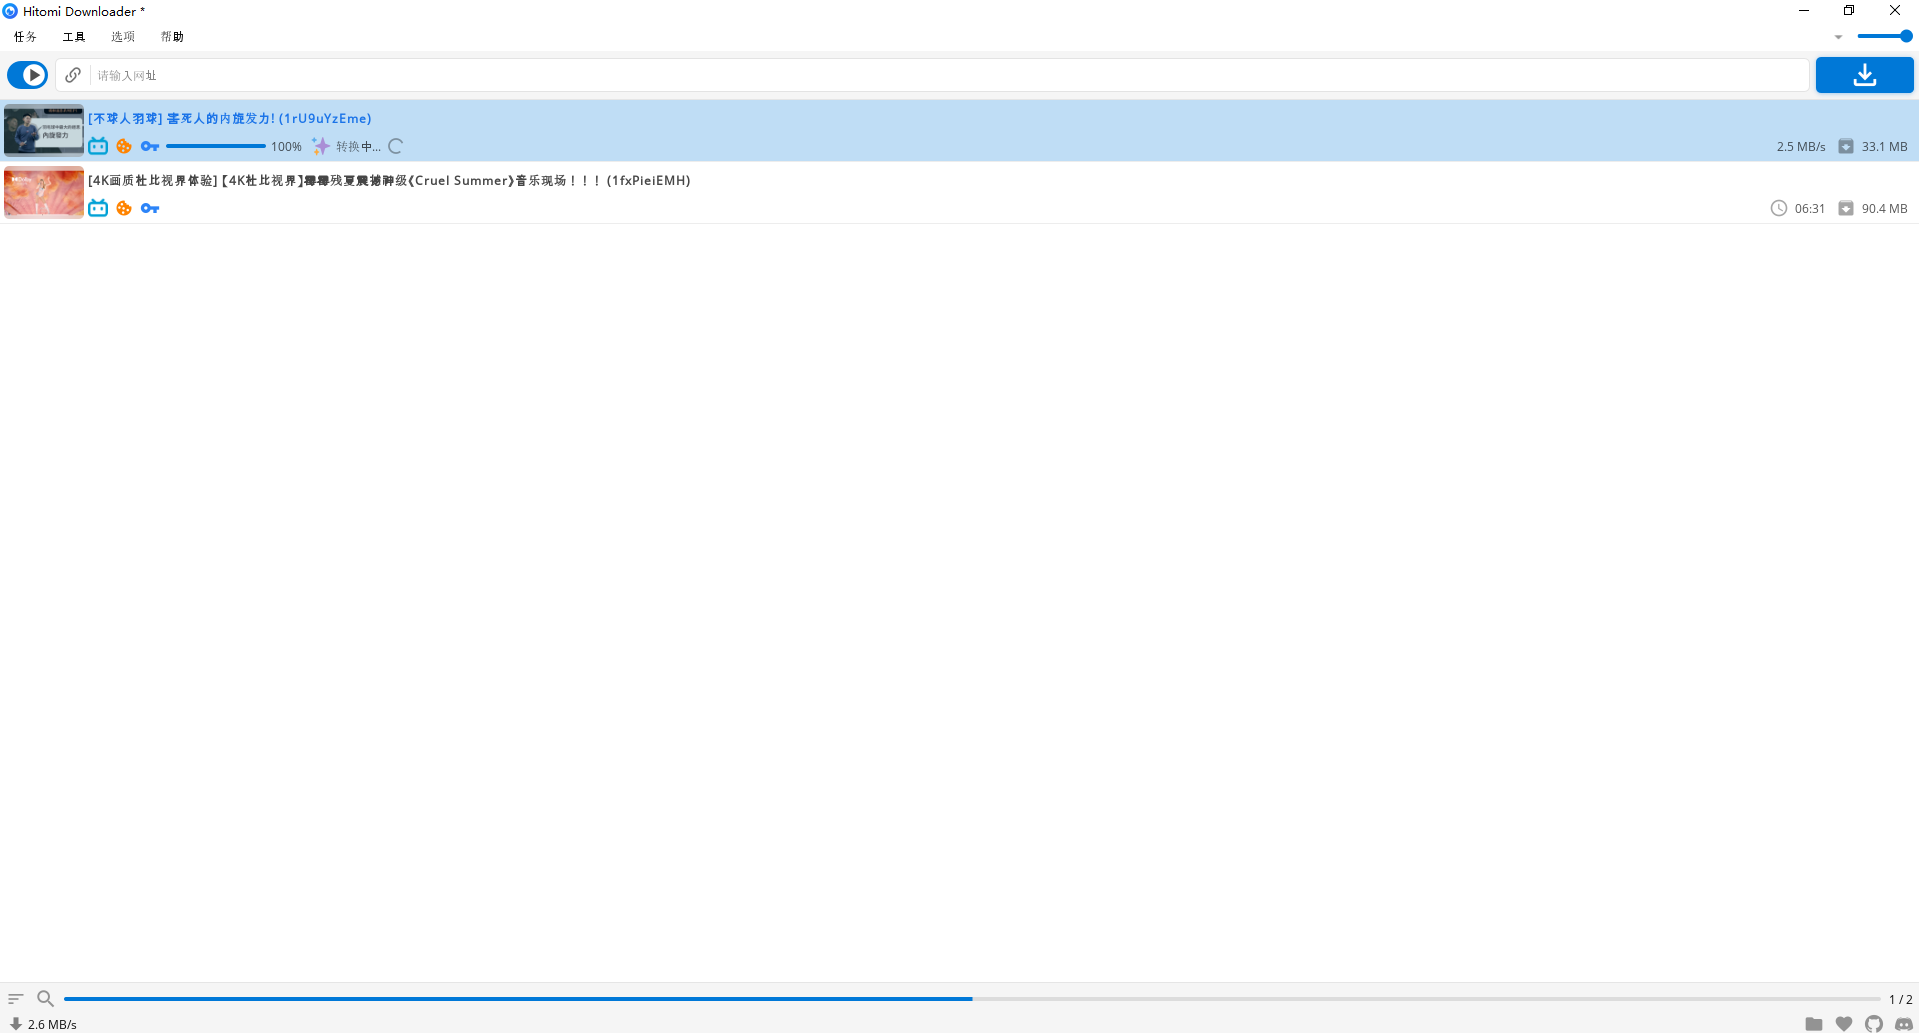 Hitomi Downloader *
任务 工具 选项 帮助
请输入网址
[不球人羽球] 害死人的内旋发力! (1rU9uYzEme)
100% 转换中... 2.5 MB/s 33.1 MB
内旋發力
[4K画质杜比视界体验] 【4K杜比视界】霉霉残夏震撼神级《Cruel Summer》音乐现场！！！ (1fxPieiEMH)
06:31 90.4 MB
1 / 2
2.6 MB/s